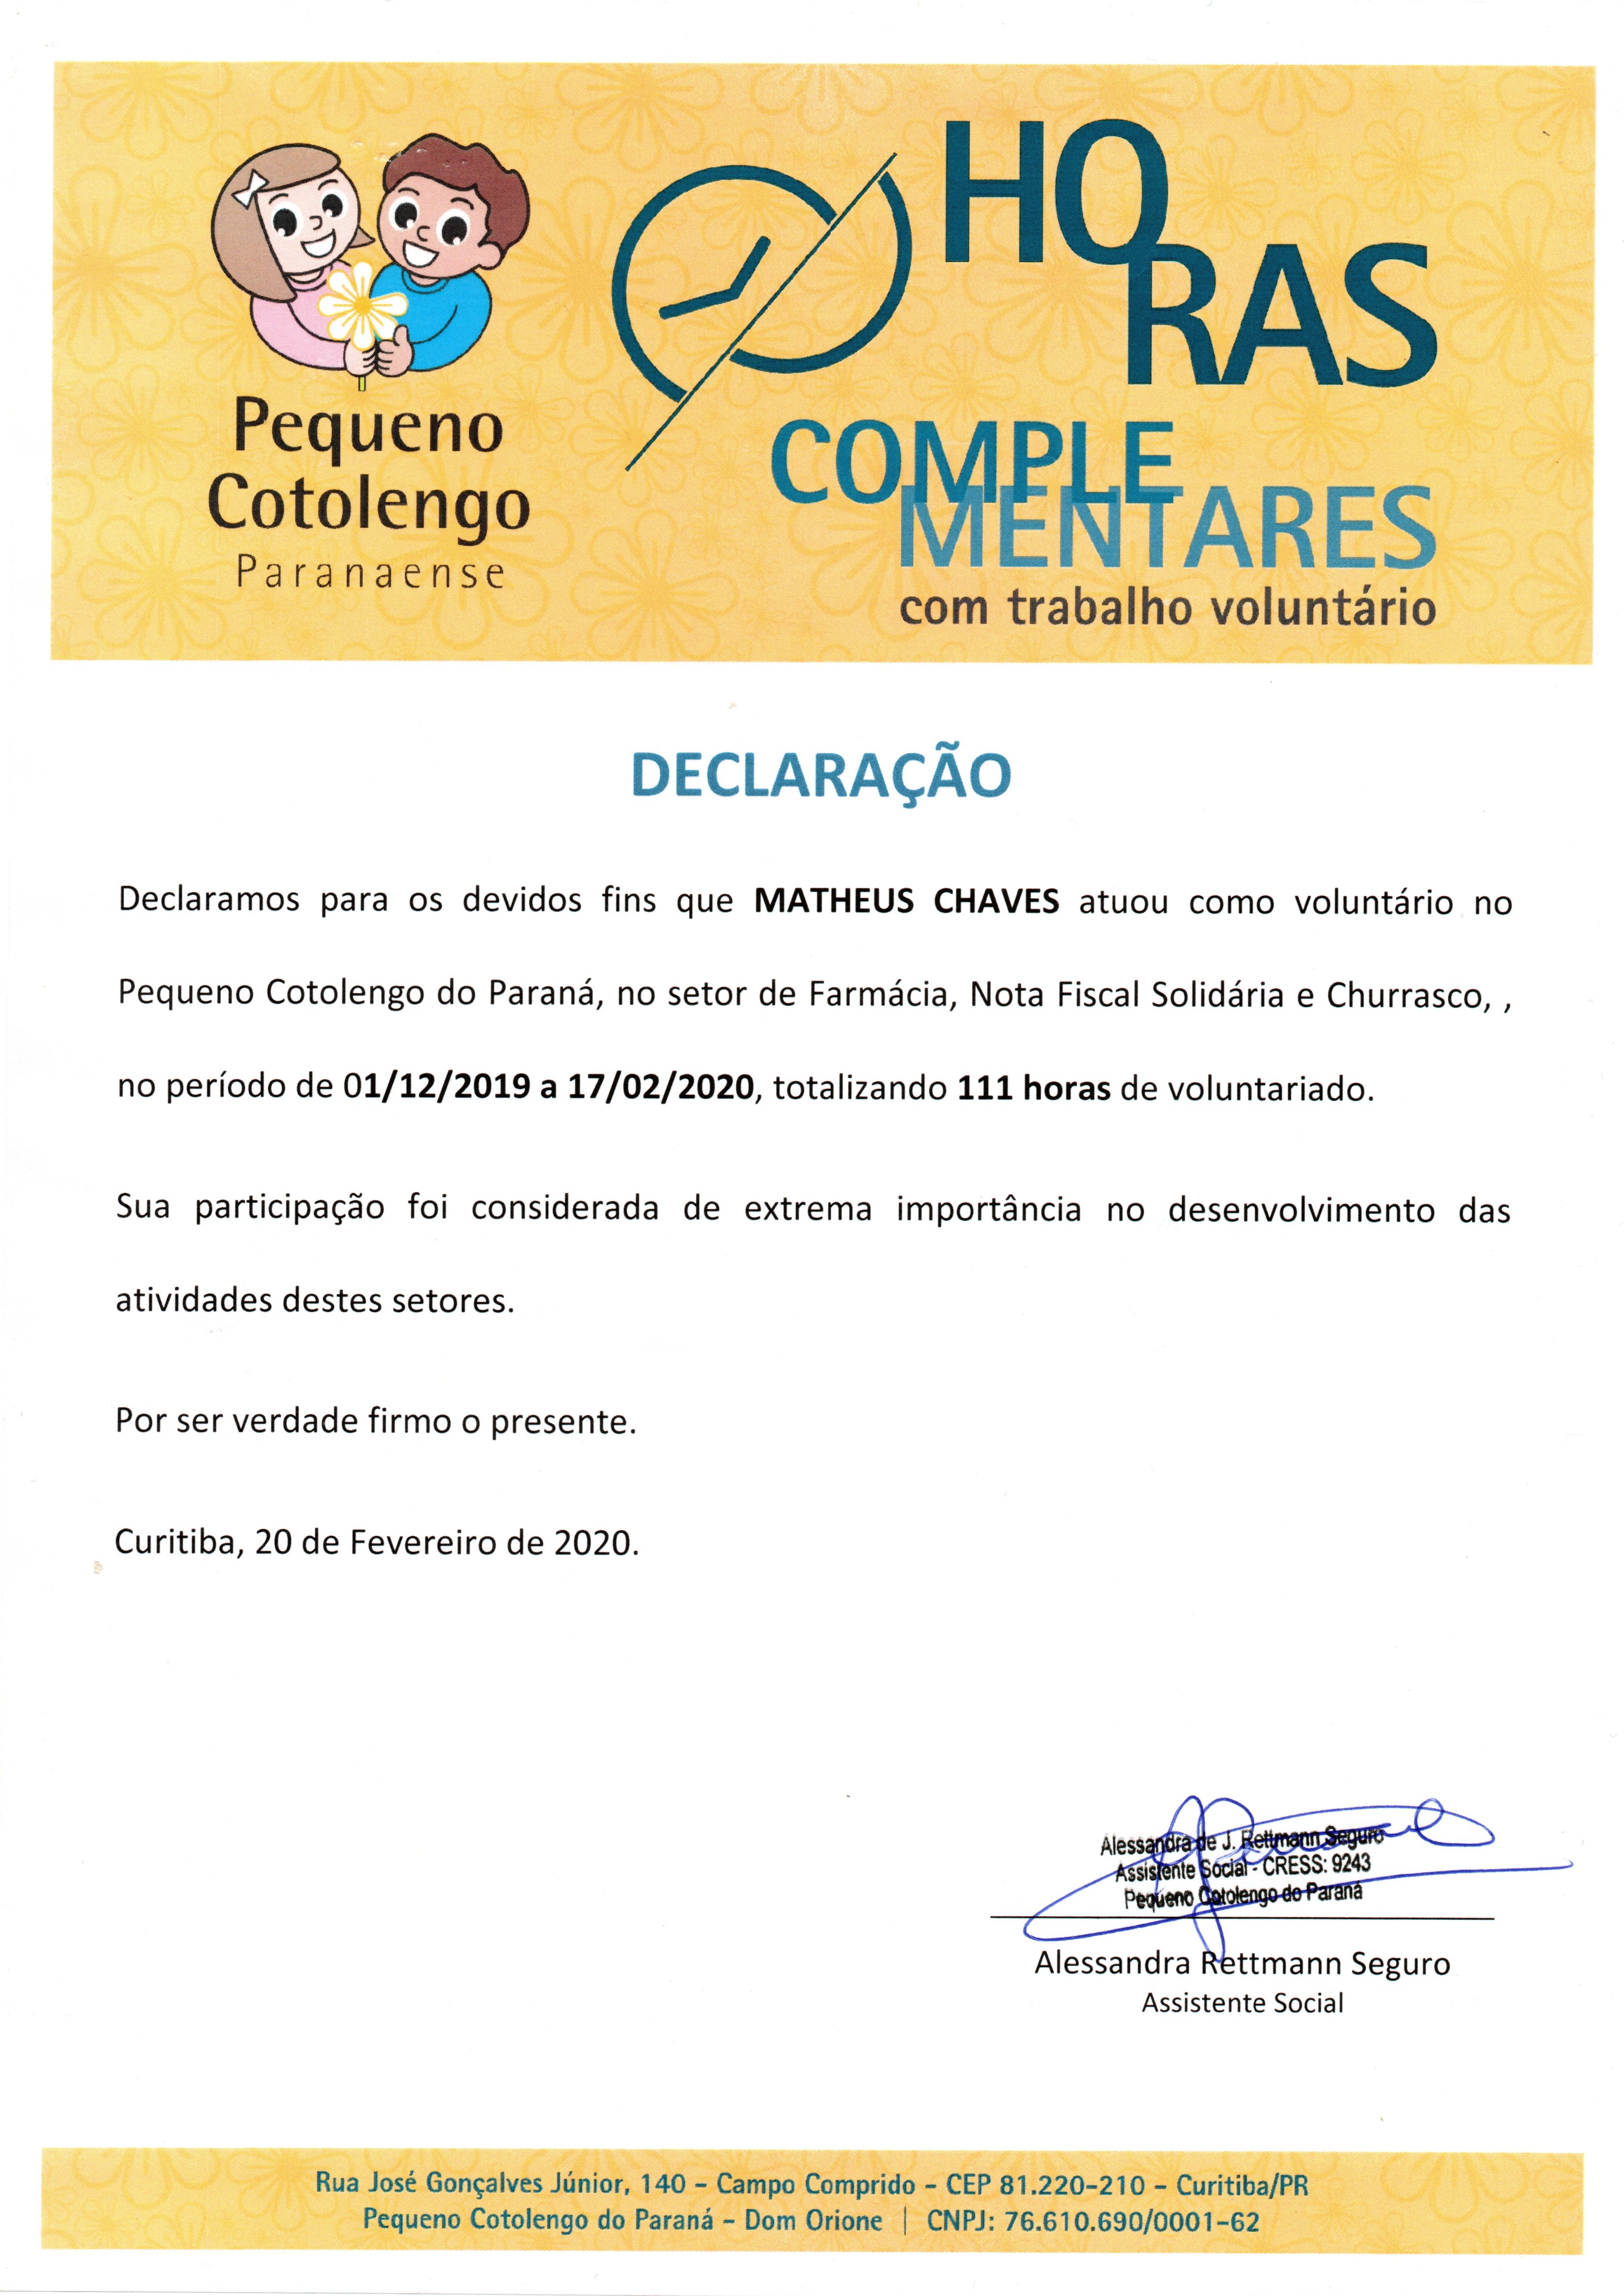 Pequeno
Cotolengo
Paranaense
HO
RAS
COMPLE
MENTARES
com trabalho voluntário
DECLARAÇÃO
Declaramos para os devidos fins que MATHEUS CHAVES atuou como voluntário no
Pequeno Cotolengo do Paraná, no setor de Farmácia, Nota Fiscal Solidária e Churrasco, ,
no período de 01/12/2019 a 17/02/2020, totalizando 111 horas de voluntariado.
Sua participação foi considerada de extrema importância no desenvolvimento das
atividades destes setores.
Por ser verdade firmo o presente.
Curitiba, 20 de Fevereiro de 2020.
Alessandra de J. Rettmann Seguro
Assistente Social - CRESS: 9243
Pequeno Cotolengo do Paraná
Alessandra Rettmann Seguro
Assistente Social
Rua José Gonçalves Júnior, 140 – Campo Comprido – CEP 81.220-210 – Curitiba/PR
Pequeno Cotolengo do Paraná – Dom Orione | CNPJ: 76.610.690/0001-62